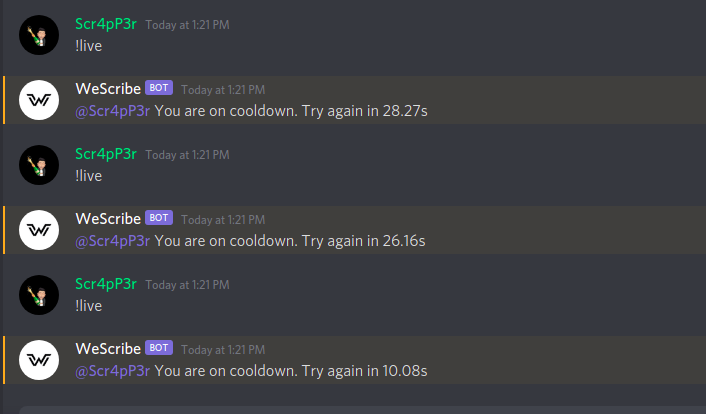 Scr4pP3r Today at 1:21 PM
!live
WeScribe BOT Today at 1:21 PM
@Scr4pP3r You are on cooldown. Try again in 28.27s
Scr4pP3r Today at 1:21 PM
!live
WeScribe BOT Today at 1:21 PM
@Scr4pP3r You are on cooldown. Try again in 26.16s
Scr4pP3r Today at 1:21 PM
!live
WeScribe BOT Today at 1:21 PM
@Scr4pP3r You are on cooldown. Try again in 10.08s